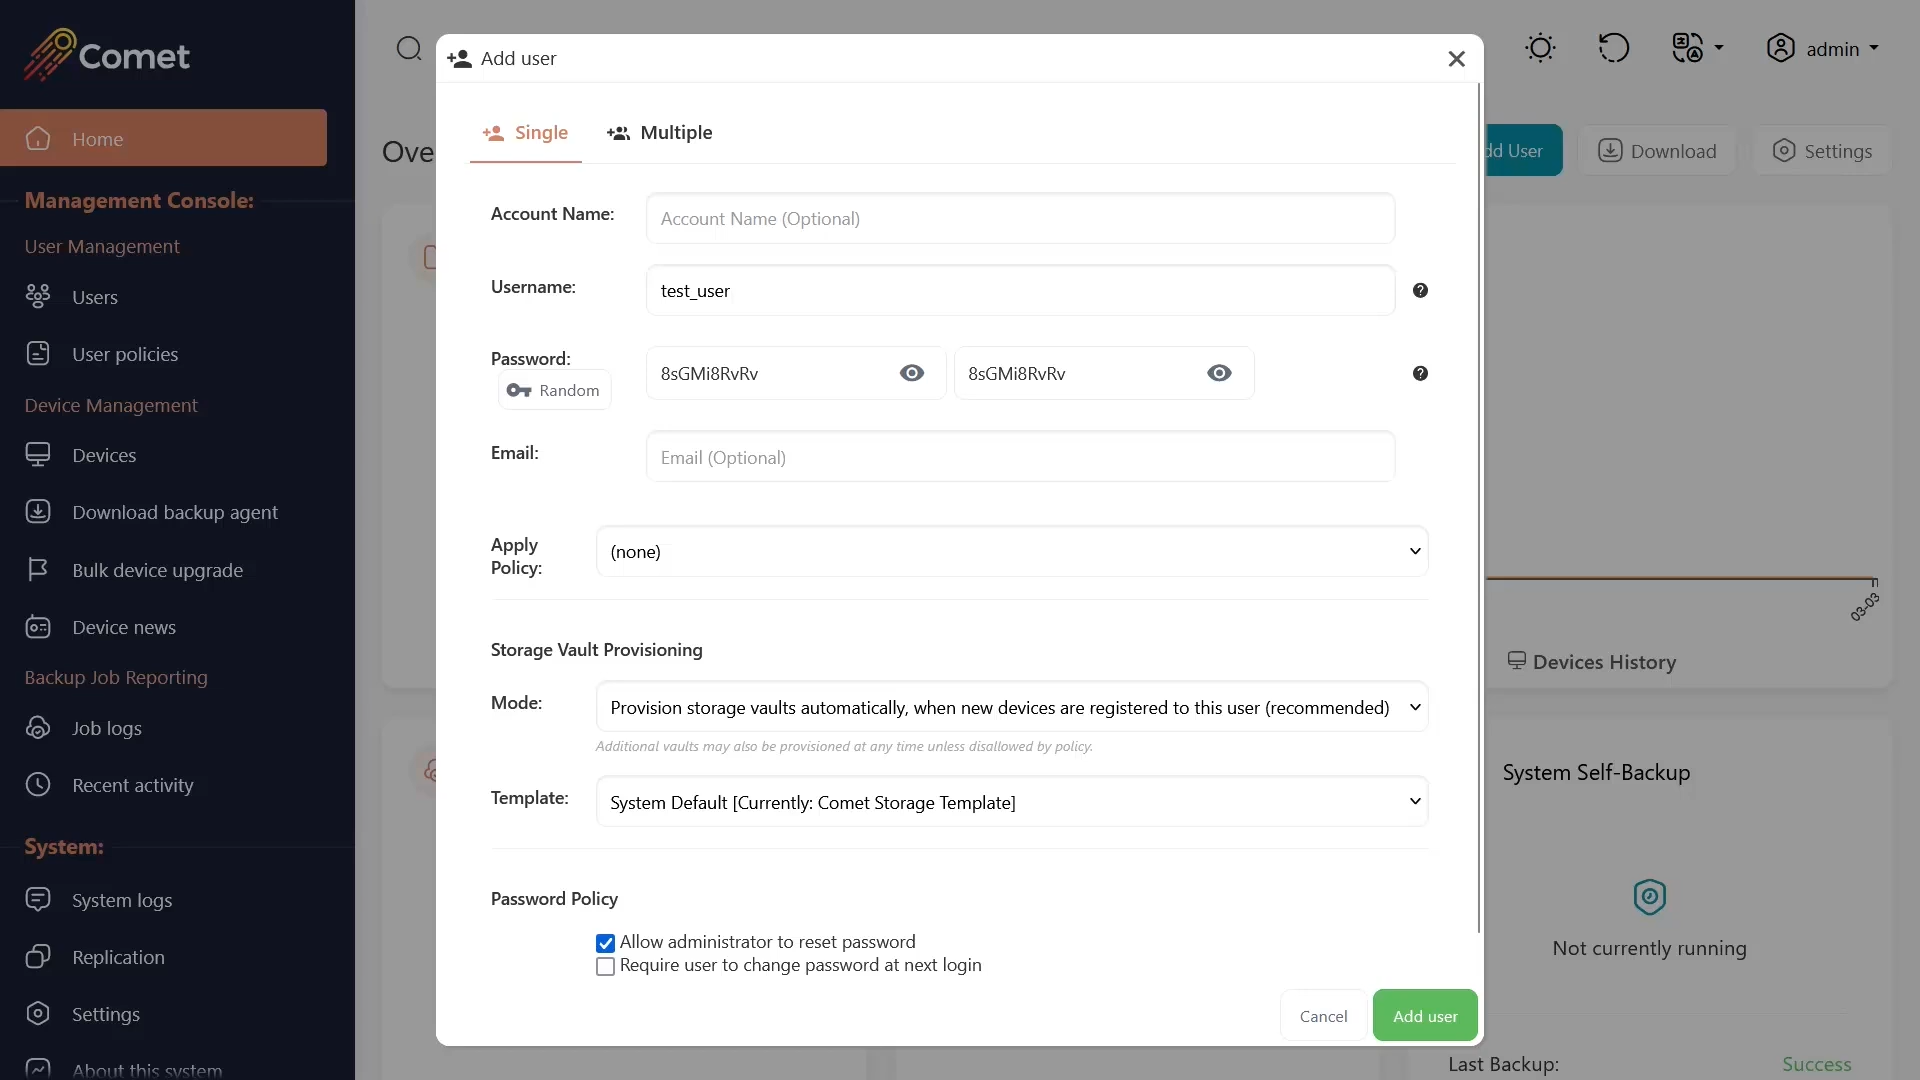 Comet
Home
Management Console:
User Management
Users
User policies
Device Management
Devices
Download backup agent
Bulk device upgrade
Device news
Backup Job Reporting
Job logs
Recent activity
System:
System logs
Replication
Settings
About this system
admin
Ove
dd User
Download
Settings
Add user
Single
Multiple
Account Name:
Account Name (Optional)
Username:
test_user
Password:
Random
8sGMi8RvRv
8sGMi8RvRv
Email:
Email (Optional)
Apply
Policy:
(none)
Storage Vault Provisioning
Mode:
Provision storage vaults automatically, when new devices are registered to this user (recommended)
Additional vaults may also be provisioned at any time unless disallowed by policy.
Template:
System Default [Currently: Comet Storage Template]
Password Policy
Allow administrator to reset password
Require user to change password at next login
Cancel
Add user
03-03
Devices History
System Self-Backup
Not currently running
Last Backup:
Success